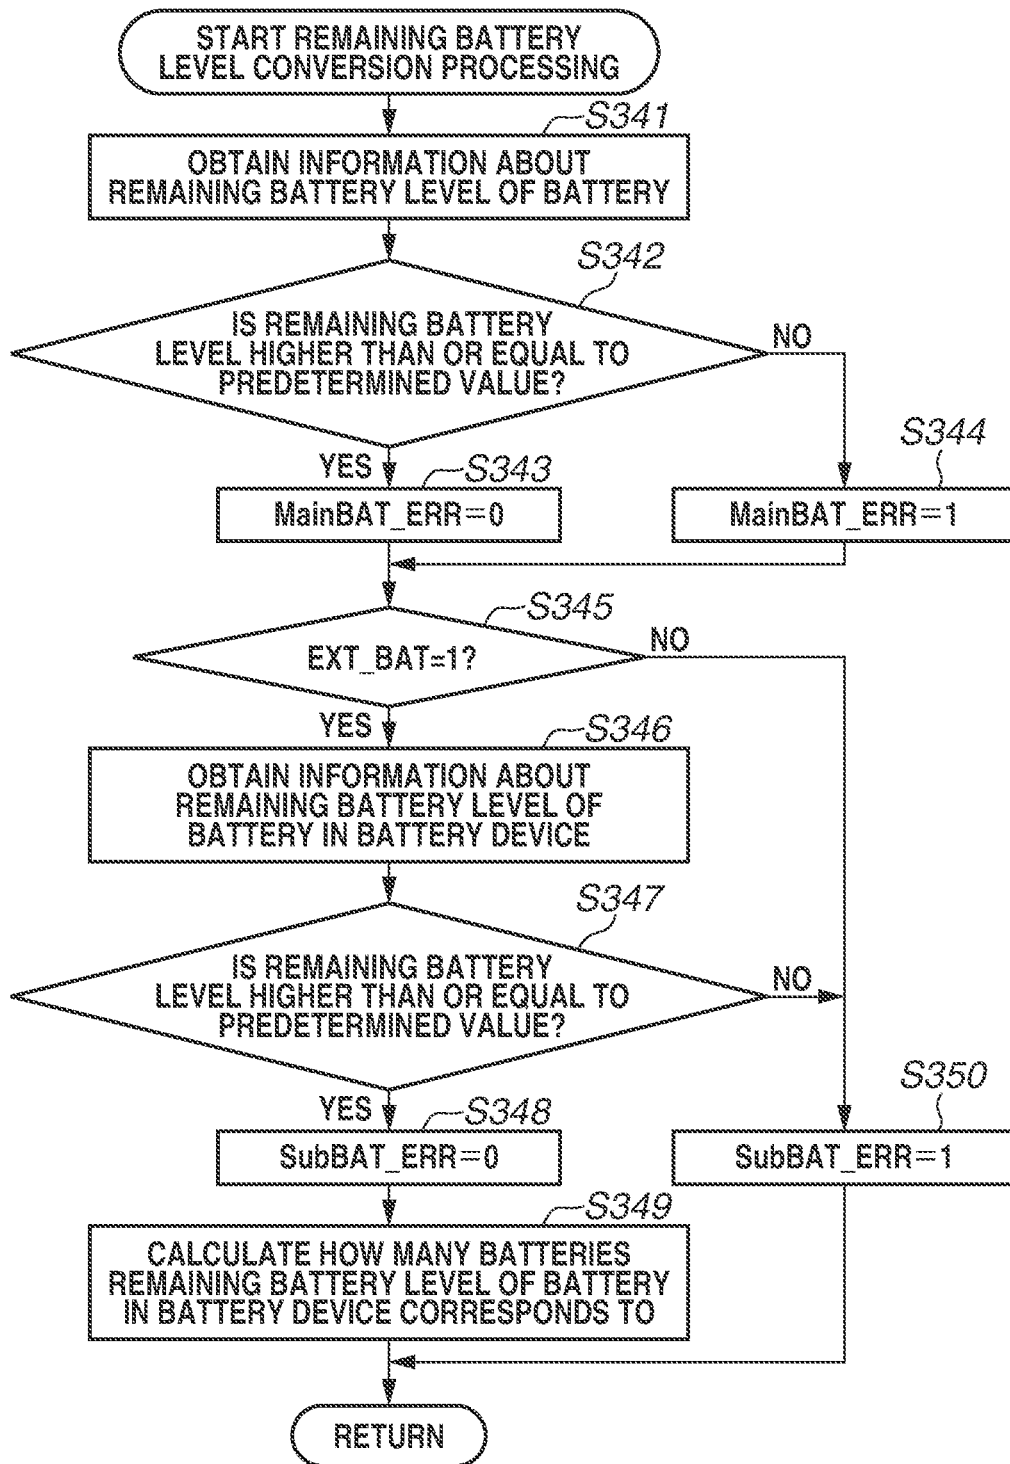 START REMAINING BATTERY
LEVEL CONVERSION PROCESSING
S341
OBTAIN INFORMATION ABOUT
REMAINING BATTERY LEVEL OF BATTERY
S342
IS REMAINING BATTERY
LEVEL HIGHER THAN OR EQUAL TO
PREDETERMINED VALUE?
NO
YES
S343
MainBAT_ERR=0
S344
MainBAT_ERR=1
S345
EXT_BAT=1?
NO
YES
S346
OBTAIN INFORMATION ABOUT
REMAINING BATTERY LEVEL OF
BATTERY IN BATTERY DEVICE
S347
IS REMAINING BATTERY
LEVEL HIGHER THAN OR EQUAL TO
PREDETERMINED VALUE?
NO
YES
S348
SubBAT_ERR=0
S350
SubBAT_ERR=1
S349
CALCULATE HOW MANY BATTERIES
REMAINING BATTERY LEVEL OF BATTERY
IN BATTERY DEVICE CORRESPONDS TO
RETURN